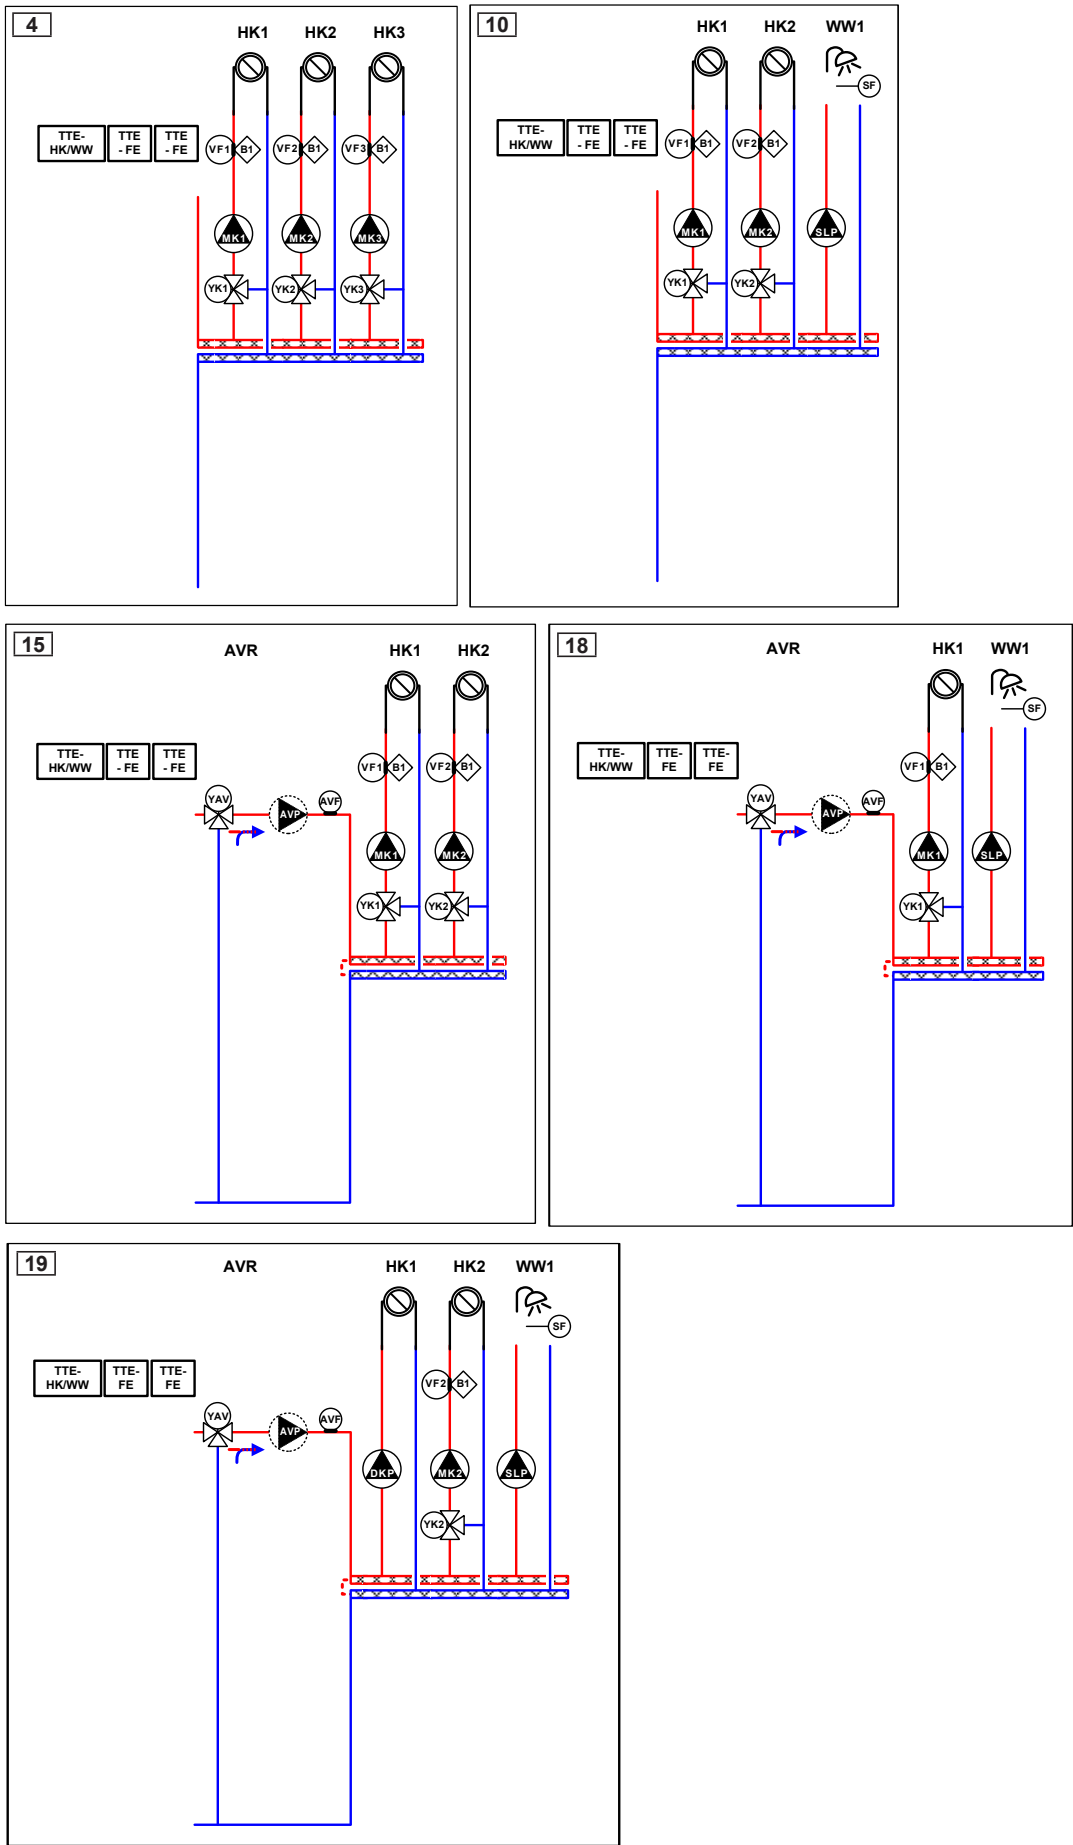 4
HK1 HK2 HK3
TTE-
HK/WW
TTE
- FE
TTE
- FE
VF1 B1 VF2 B1 VF3 B1
MK1 MK2 MK3
YK1 YK2 YK3
10
HK1 HK2 WW1
SF
TTE-
HK/WW
TTE
- FE
TTE
- FE
VF1 B1 VF2 B1
MK1 MK2 SLP
YK1 YK2
15
AVR HK1 HK2
TTE-
HK/WW
TTE
- FE
TTE
- FE
VF1 B1 VF2 B1
YAV AVP AVF
MK1 MK2
YK1 YK2
18
AVR HK1 WW1
SF
TTE-
HK/WW
TTE-
FE
TTE-
FE
VF1 B1
YAV AVP AVF
MK1 SLP
YK1
19
AVR HK1 HK2 WW1
SF
TTE-
HK/WW
TTE-
FE
TTE-
FE
VF2 B1
YAV AVP AVF
DKP MK2 SLP
YK2